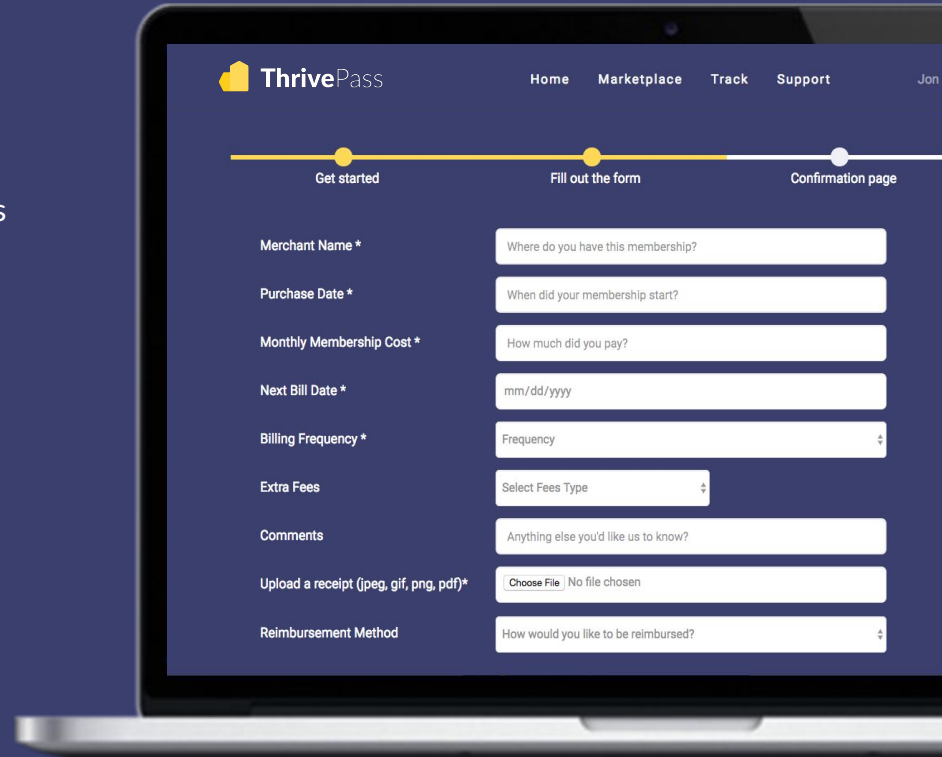 ThrivePass Home Marketplace Track Support Jon
Get started Fill out the form Confirmation page
s
Merchant Name * Where do you have this membership?
Purchase Date * When did your membership start?
Monthly Membership Cost * How much did you pay?
Next Bill Date * mm/dd/yyyy
Billing Frequency * Frequency
Extra Fees Select Fees Type
Comments Anything else you'd like us to know?
Upload a receipt (jpeg, gif, png, pdf)* Choose File No file chosen
Reimbursement Method How would you like to be reimbursed?